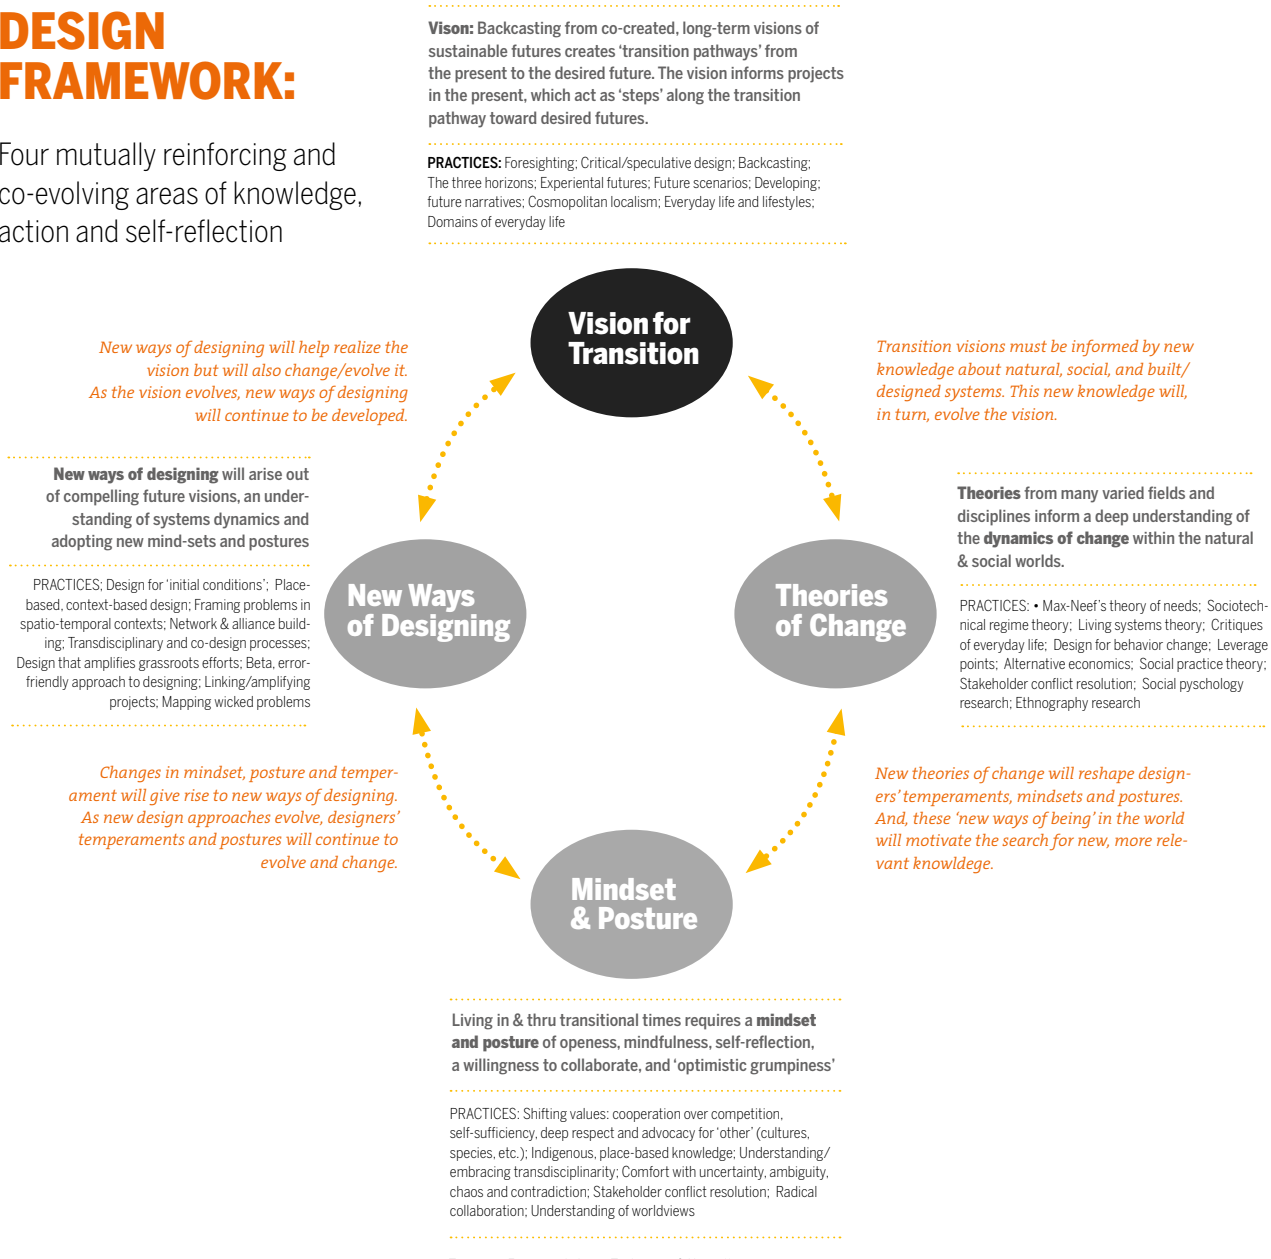 DESIGN
FRAMEWORK:
Four mutually reinforcing and
co-evolving areas of knowledge,
action and self-reflection
Vison: Backcasting from co-created, long-term visions of
sustainable futures creates ‘transition pathways’ from
the present to the desired future. The vision informs projects
in the present, which act as ‘steps’ along the transition
pathway toward desired futures.
PRACTICES: Foresighting; Critical/speculative design; Backcasting;
The three horizons; Experiential futures; Future scenarios; Developing;
future narratives; Cosmopolitan localism; Everyday life and lifestyles;
Domains of everyday life
Vision for
Transition
New ways of designing will help realize the
vision but will also change/evolve it.
As the vision evolves, new ways of designing
will continue to be developed.
Transition visions must be informed by new
knowledge about natural, social, and built/
designed systems. This new knowledge will,
in turn, evolve the vision.
New ways of designing will arise out
of compelling future visions, an under-
standing of systems dynamics and
adopting new mind-sets and postures
PRACTICES; Design for ‘initial conditions’; Place-
based, context-based design; Framing problems in
spatio-temporal contexts; Network & alliance build-
ing; Transdisciplinary and co-design processes;
Design that amplifies grassroots efforts; Beta, error-
friendly approach to designing; Linking/amplifying
projects; Mapping wicked problems
New Ways
of Designing
Theories
of Change
Theories from many varied fields and
disciplines inform a deep understanding of
the dynamics of change within the natural
& social worlds.
PRACTICES: • Max-Neef’s theory of needs; Sociotech-
nical regime theory; Living systems theory; Critiques
of everyday life; Design for behavior change; Leverage
points; Alternative economics; Social practice theory;
Stakeholder conflict resolution; Social pyschology
research; Ethnography research
Changes in mindset, posture and temper-
ament will give rise to new ways of designing.
As new design approaches evolve, designers’
temperaments and postures will continue to
evolve and change.
New theories of change will reshape design-
ers’ temperaments, mindsets and postures.
And, these ‘new ways of being’ in the world
will motivate the search for new, more rele-
vant knowldege.
Mindset
& Posture
Living in & thru transitional times requires a mindset
and posture of openess, mindfulness, self-reflection,
a willingness to collaborate, and ‘optimistic grumpiness’
PRACTICES: Shifting values: cooperation over competition,
self-sufficiency, deep respect and advocacy for ‘other’ (cultures,
species, etc.); Indigenous, place-based knowledge; Understanding/
embracing transdisciplinarity; Comfort with uncertainty, ambiguity,
chaos and contradiction; Stakeholder conflict resolution; Radical
collaboration; Understanding of worldviews